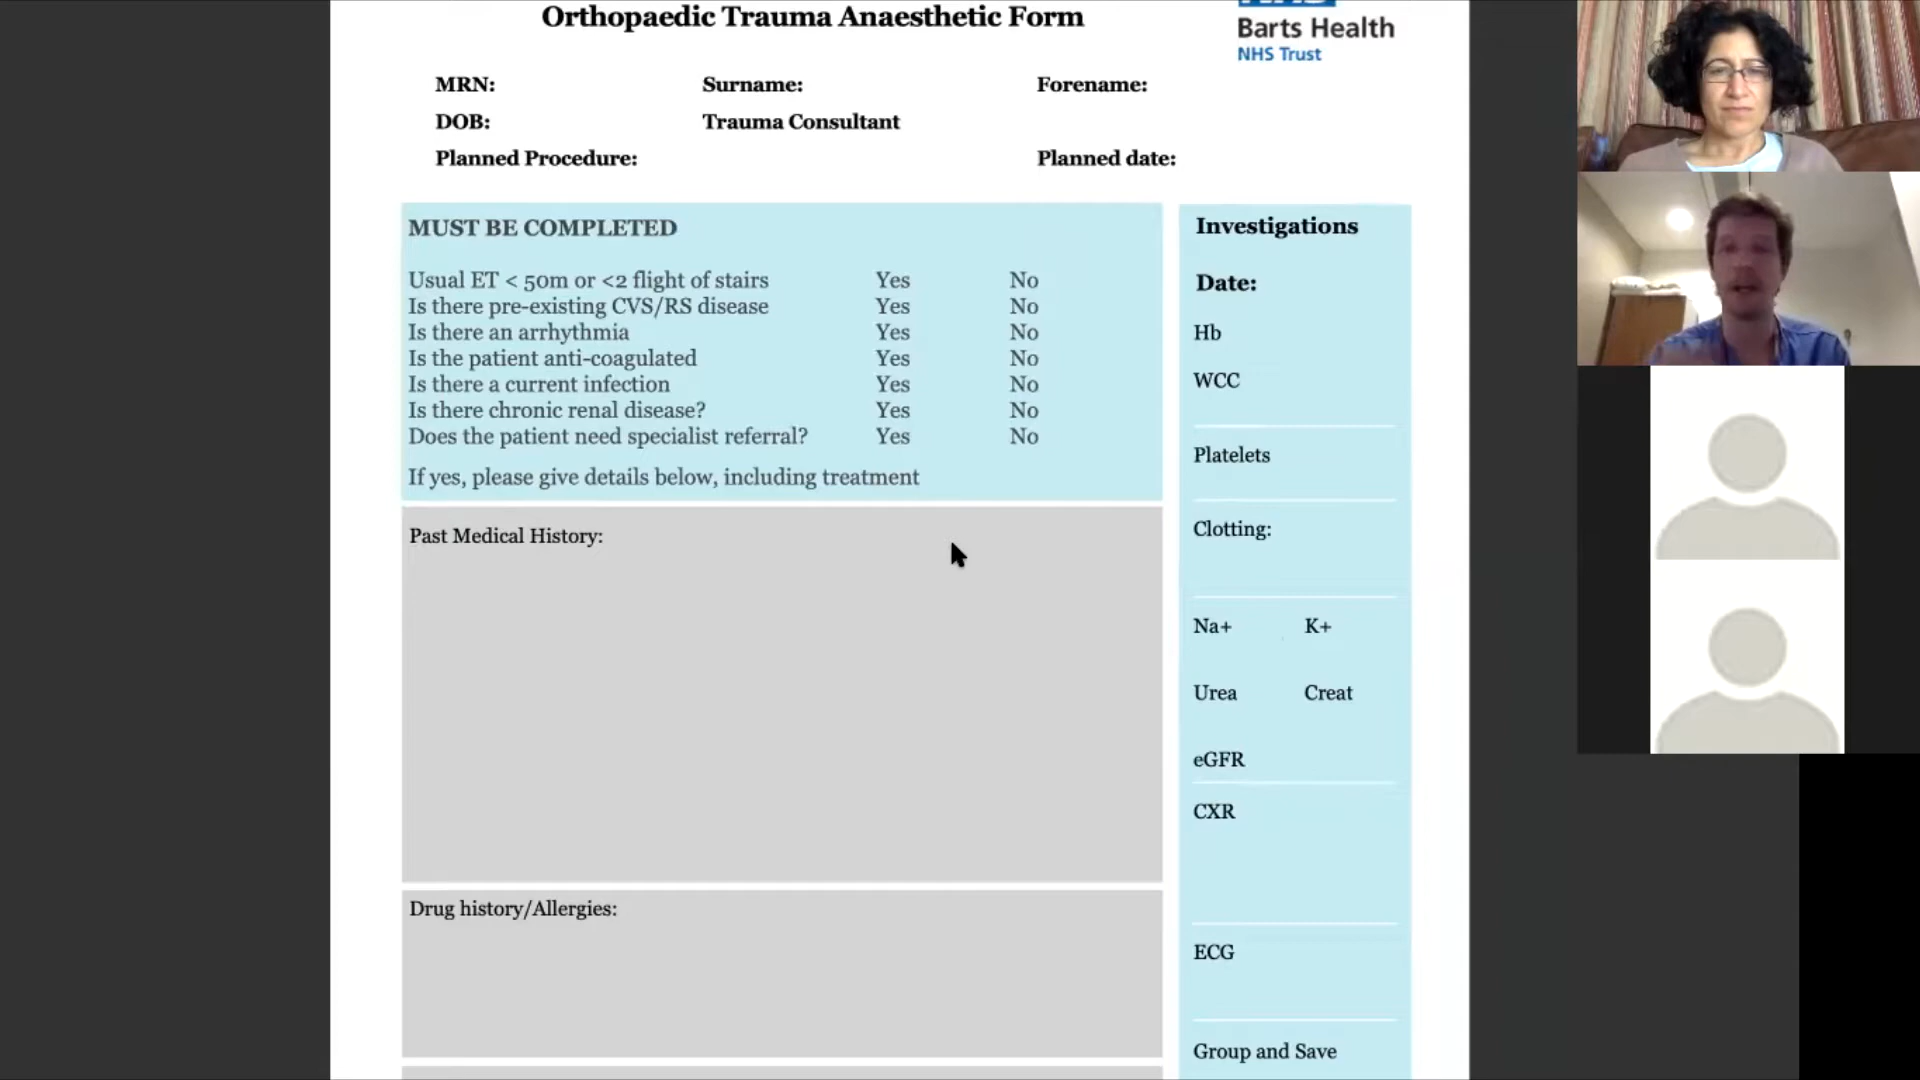 Orthopaedic Trauma Anaesthetic Form
NHS
Barts Health
NHS Trust
MRN: Surname: Forename:
DOB: Trauma Consultant
Planned Procedure: Planned date:
MUST BE COMPLETED
Usual ET < 50m or <2 flight of stairs Yes No
Is there pre-existing CVS/RS disease Yes No
Is there an arrhythmia Yes No
Is the patient anti-coagulated Yes No
Is there a current infection Yes No
Is there chronic renal disease? Yes No
Does the patient need specialist referral? Yes No
If yes, please give details below, including treatment
Past Medical History:
Drug history/Allergies:
Investigations
Date:
Hb
WCC
Platelets
Clotting:
Na+ K+
Urea Creat
eGFR
CXR
ECG
Group and Save